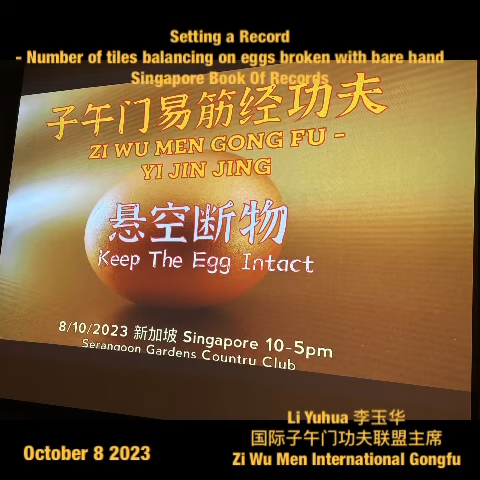 Setting a Record
- Number of tiles balancing on eggs broken with bare hand
Singapore Book Of Records
子午门易筋经功夫
ZI WU MEN GONG FU -
YI JIN JING
悬空断物
Keep The Egg Intact
8/10/2023 新加坡 Singapore 10-5pm
Serangoon Gardens Country Club
Li Yuhua 李玉华
国际子午门功夫联盟主席
October 8 2023
Zi Wu Men International Gongfu